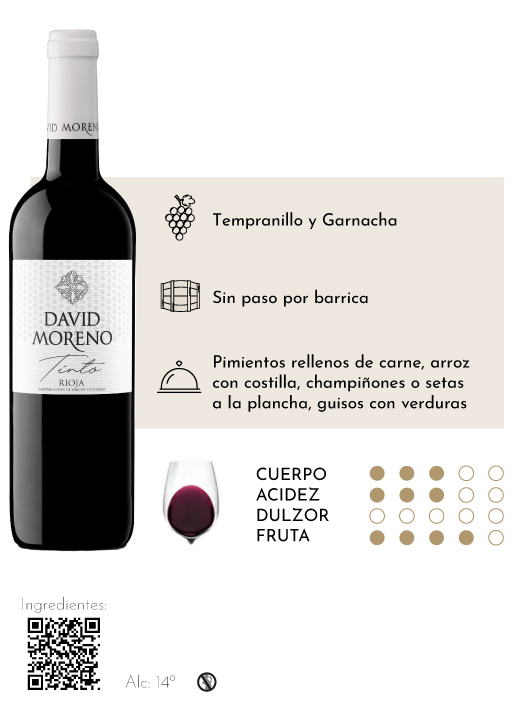 DAVID MORENO
DAVID
MORENO
Tinto
RIOJA
Tempranillo y Garnacha
Sin paso por barrica
Pimientos rellenos de carne, arroz
con costilla, champiñones o setas
a la plancha, guisos con verduras
CUERPO
ACIDEZ
DULZOR
FRUTA
Ingredientes:
Alc: 14º